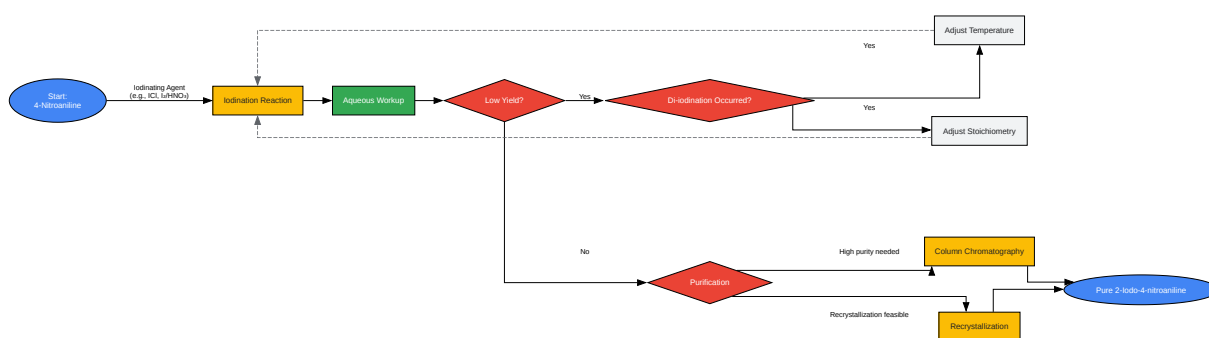 Adjust Temperature
Yes
Start:
4-Nitroaniline
Iodinating Agent
(e.g., ICl, I₂/HNO₃)
Iodination Reaction
Aqueous Workup
Low Yield?
Yes
Di-iodination Occurred?
Yes
Adjust Stoichiometry
No
High purity needed
Column Chromatography
Purification
Pure 2-Iodo-4-nitroaniline
Recrystallization feasible
Recrystallization